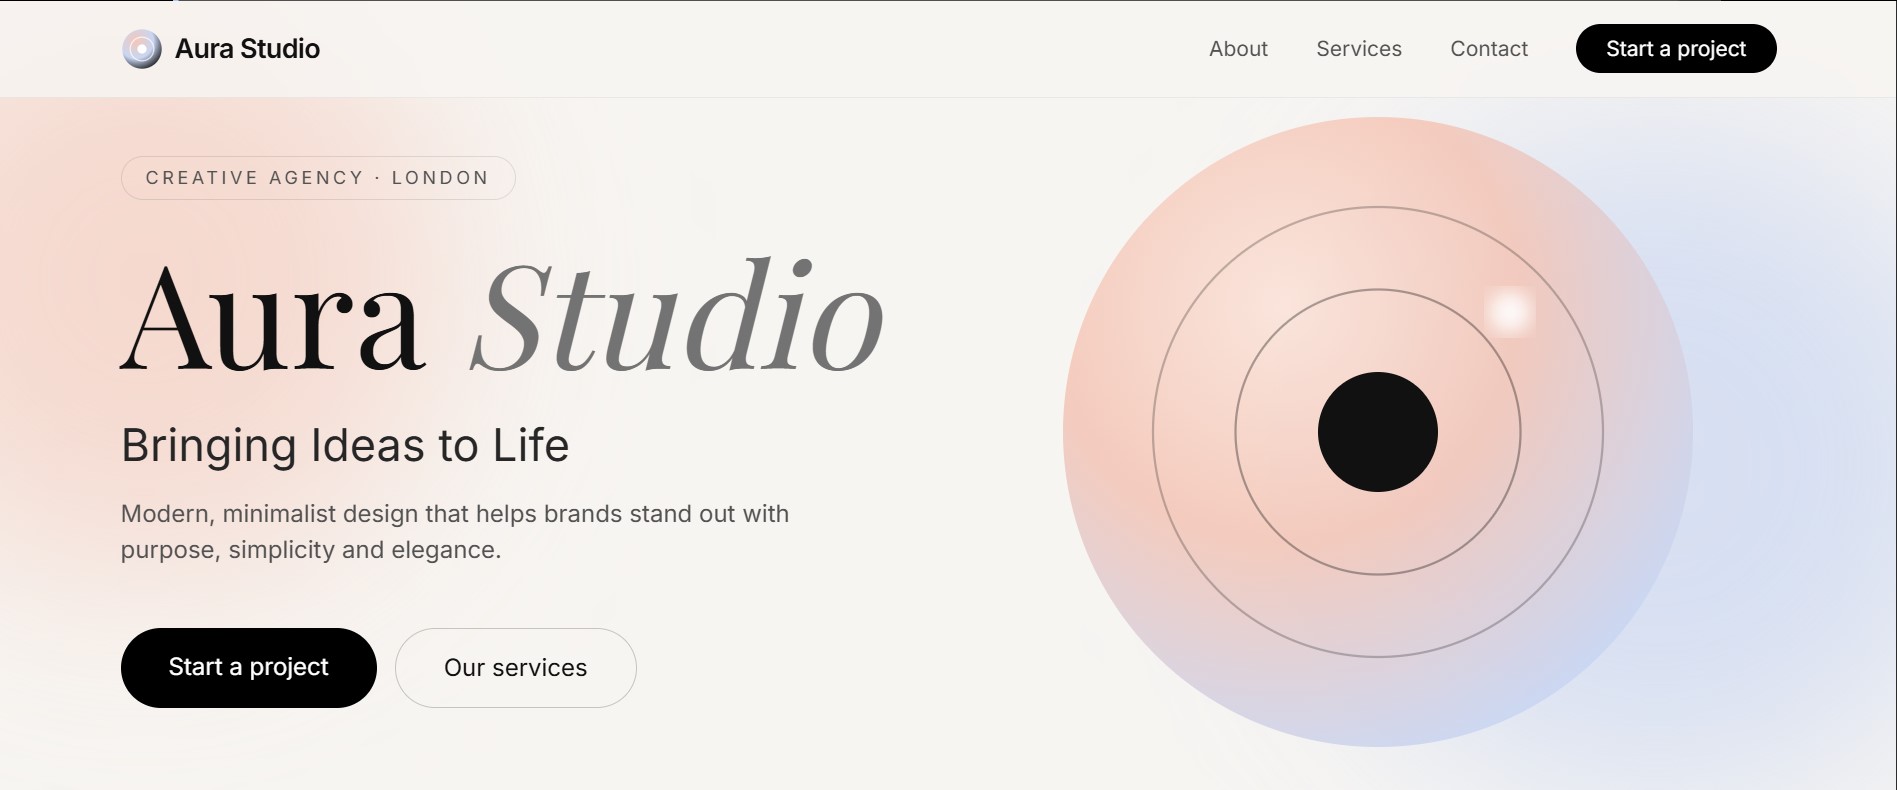 Aura Studio
About
Services
Contact
Start a project
CREATIVE AGENCY · LONDON
Aura Studio
Bringing Ideas to Life
Modern, minimalist design that helps brands stand out with
purpose, simplicity and elegance.
Start a project
Our services